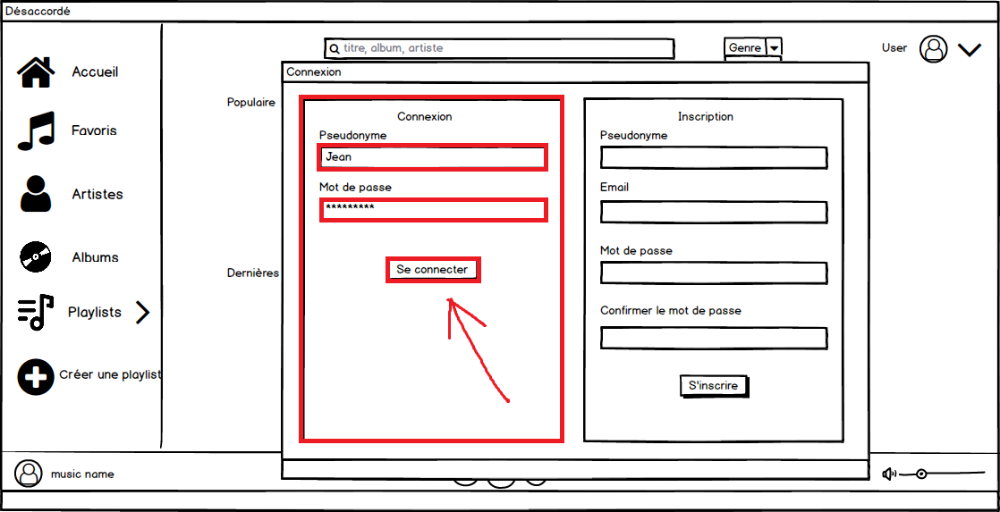 Désaccordé
titre, album, artiste
Genre
User
Accueil
Favoris
Artistes
Albums
Playlists
Créer une playlist
Populaire
Dernières
Connexion
Connexion
Pseudonyme
Jean
Mot de passe
*********
Se connecter
Inscription
Pseudonyme
Email
Mot de passe
Confirmer le mot de passe
S'inscrire
music name